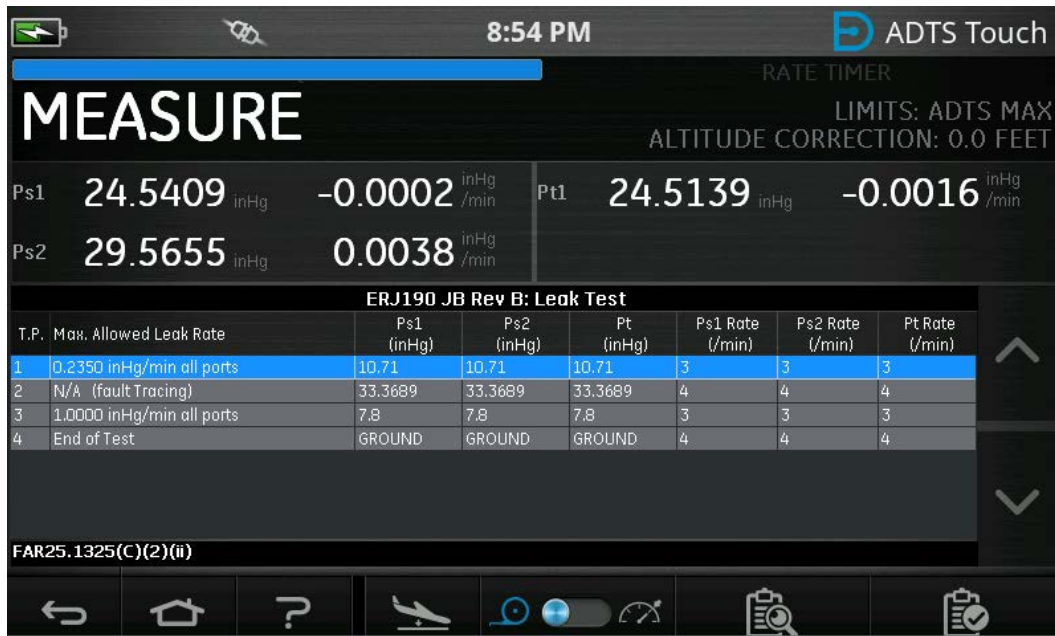 8:54 PM ADTS Touch
RATE TIMER
MEASURE
LIMITS: ADTS MAX
ALTITUDE CORRECTION: 0.0 FEET
Ps1 24.5409 inHg -0.0002 inHg/min Pt1 24.5139 inHg -0.0016 inHg/min
Ps2 29.5655 inHg 0.0038 inHg/min
ERJ190 JB Rev B: Leak Test
T.P. Max. Allowed Leak Rate Ps1 (inHg) Ps2 (inHg) Pt (inHg) Ps1 Rate (/min) Ps2 Rate (/min) Pt Rate (/min)
1 0.2350 inHg/min all ports 10.71 10.71 10.71 3 3 3
2 N/A (fault Tracing) 33.3689 33.3689 33.3689 4 4 4
3 1.0000 inHg/min all ports 7.8 7.8 7.8 3 3 3
4 End of Test GROUND GROUND GROUND 4 4 4
FAR25.1325(C)(2)(ii)